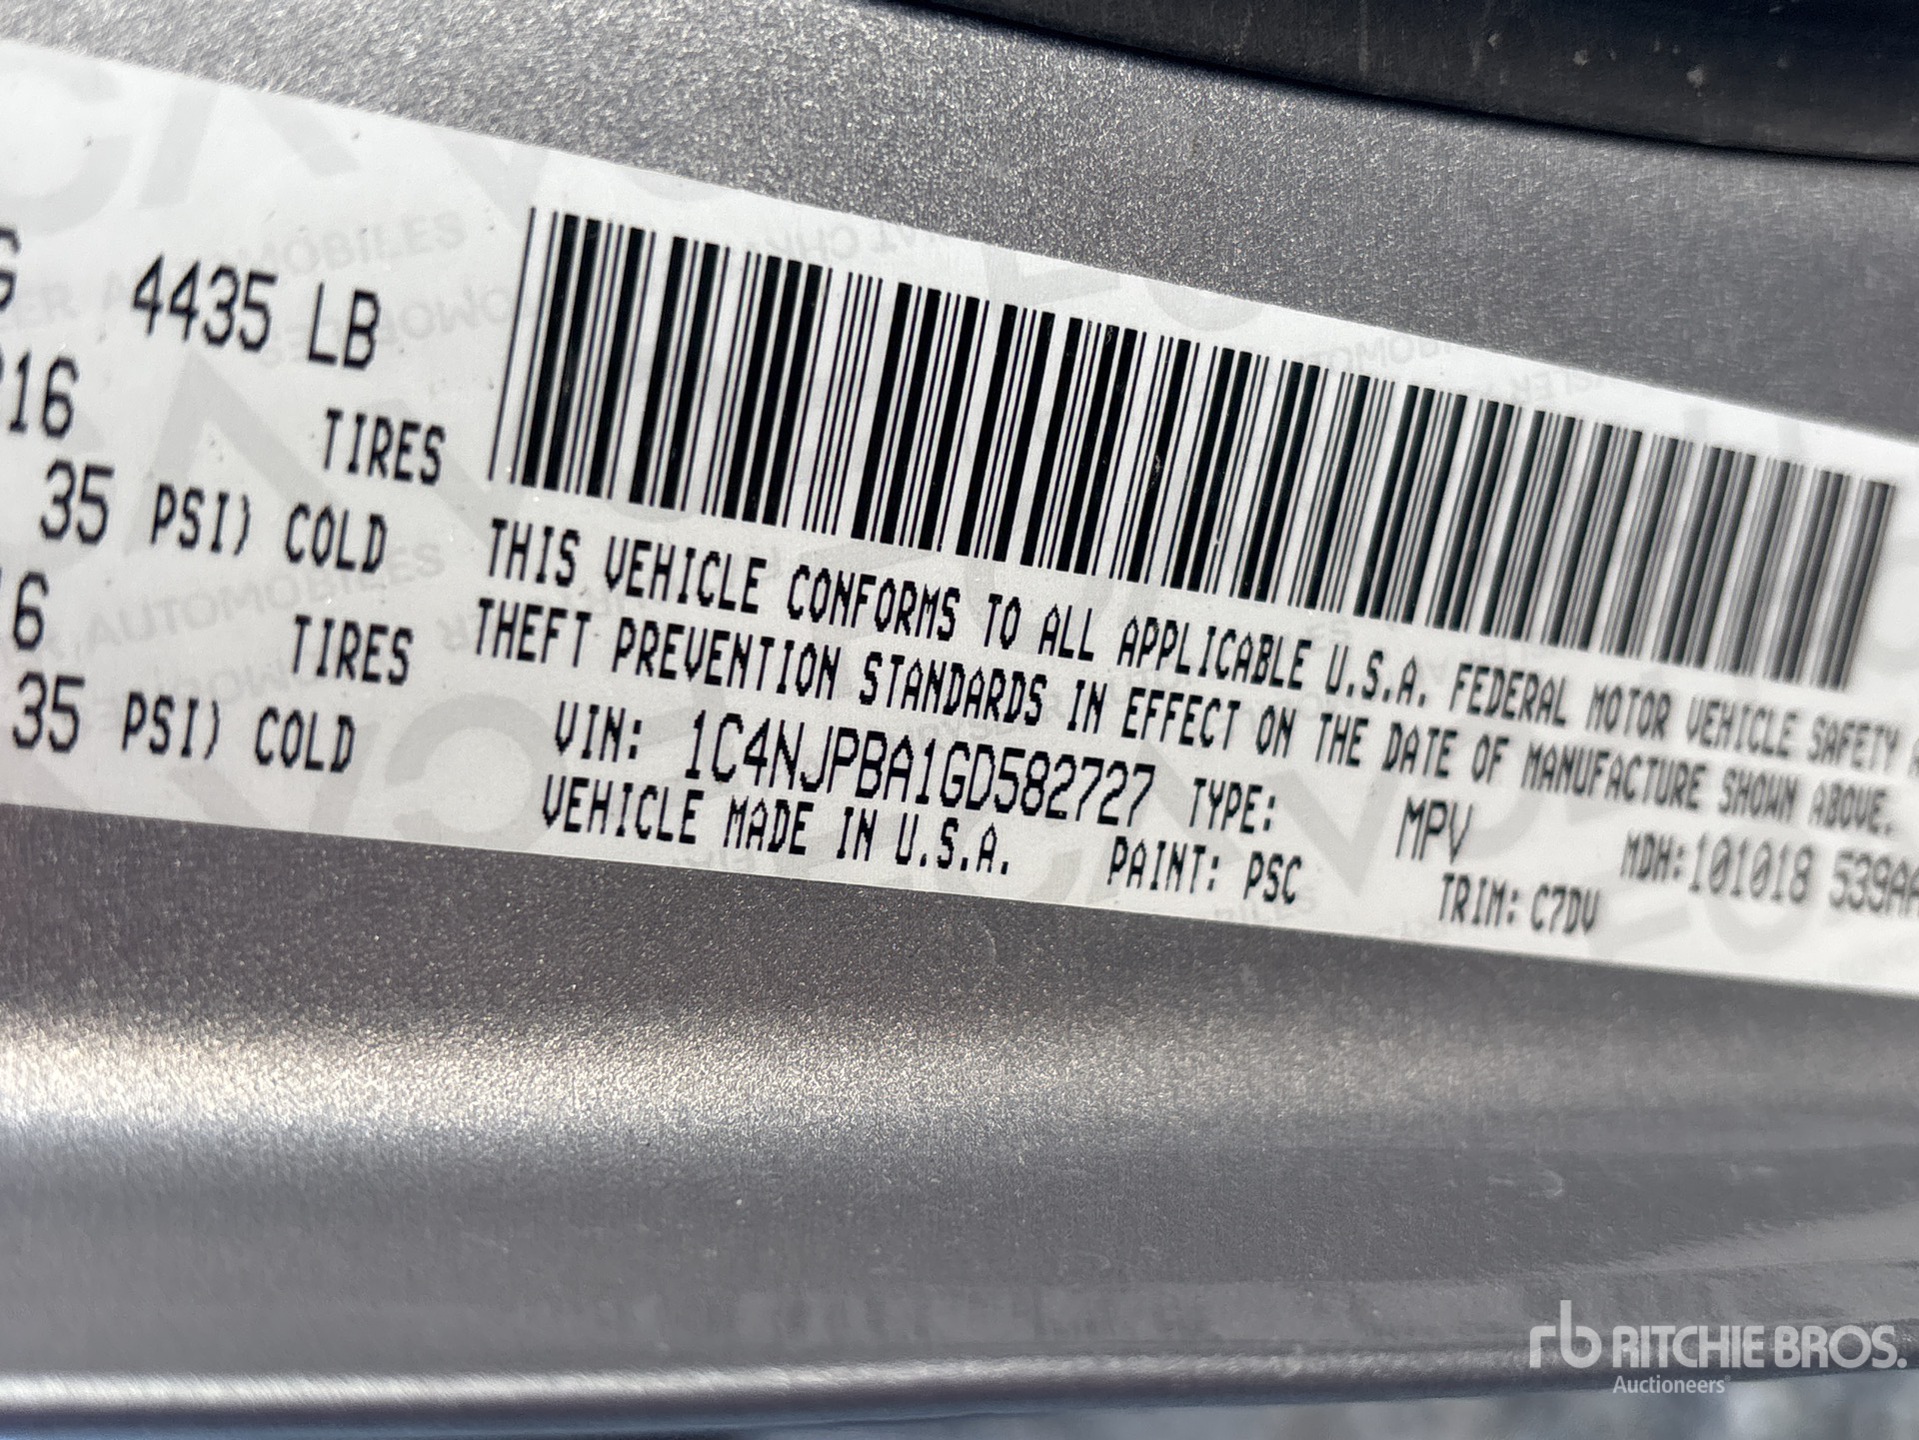 4435 LB
16
TIRES
35 PSI) COLD
TIRES
35 PSI) COLD
THIS VEHICLE CONFORMS TO ALL APPLICABLE U.S.A. FEDERAL MOTOR VEHICLE SAFETY
THEFT PREVENTION STANDARDS IN EFFECT ON THE DATE OF MANUFACTURE SHOWN ABOVE.
VIN: 1C4NJPBA1GD582727 TYPE: MPV MDH:101018 539AA
VEHICLE MADE IN U.S.A. PAINT: PSC TRIM: C7DV
rb RITCHIE BROS.
Auctioneers